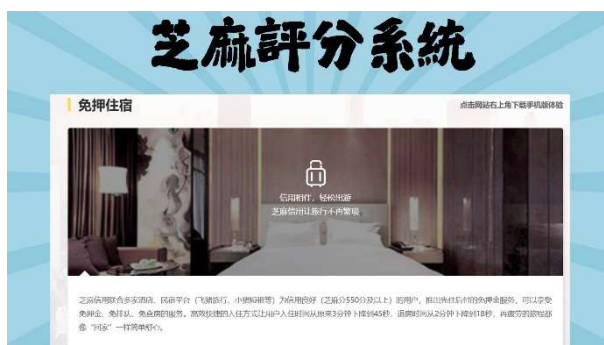 芝麻評分系統
免押住宿
点击网站右上角下载手机版体验
信用相伴，轻松出游
芝麻信用让旅行不再繁琐
芝麻信用联合多家酒店、民宿平台（飞猪旅行、小猪短租等）为信用良好（芝麻分550分及以上）的用户，推出先住后付的免押金服务，可以享受
免押金、免排队、免查房的服务。高效快捷的入住方式让用户入住时间从原来3分钟下降到45秒，退房时间从2分钟下降到18秒，再疲劳的旅程都
像“回家”一样简单舒心。